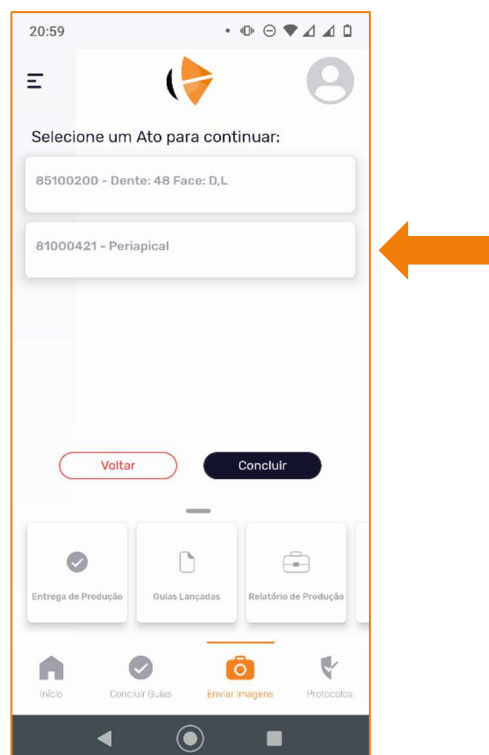 20:59
Selecione um Ato para continuar:
85100200 - Dente: 48 Face: D,L
81000421 - Periapical
Voltar
Concluir
Entrega de Produção
Guias Lançadas
Relatório de Produção
Início
Concluir Guias
Enviar Imagens
Protocolos